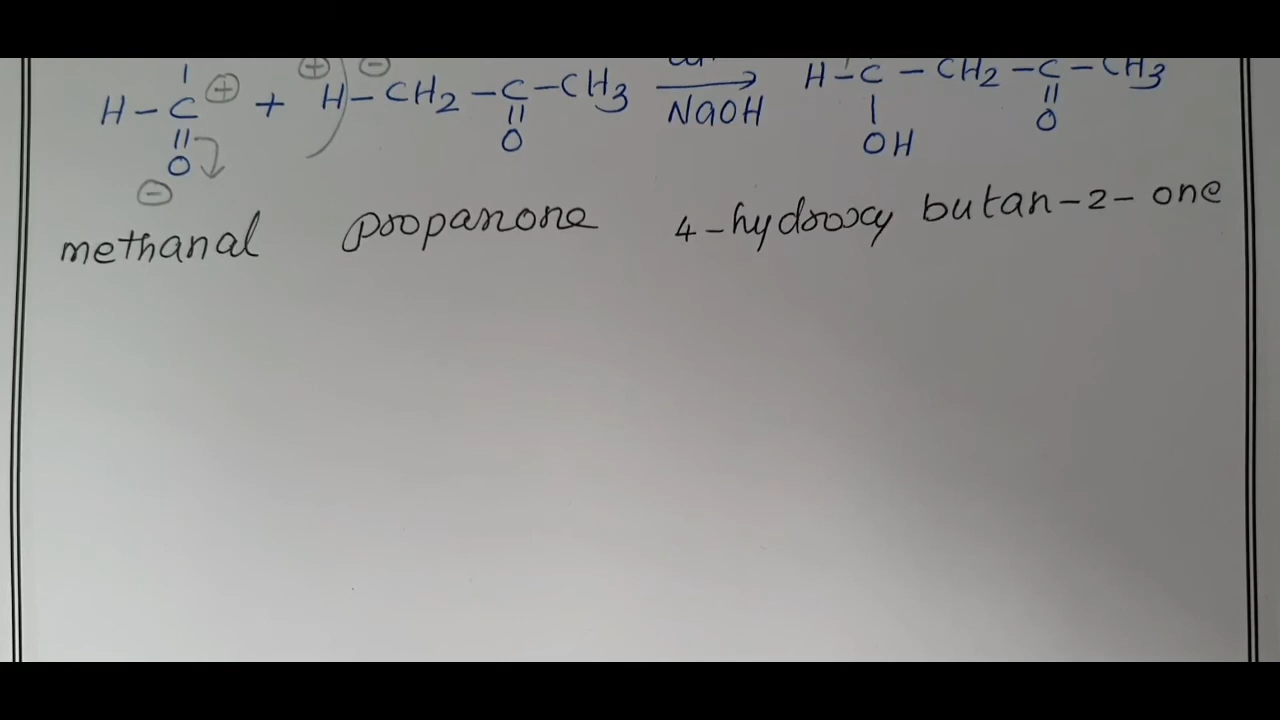 H – C ⊕ + H – CH2 – C – CH3 → H – C – CH2 – C – CH3
NaOH
O O OH O
methanal propanone 4-hydroxy butan-2-one